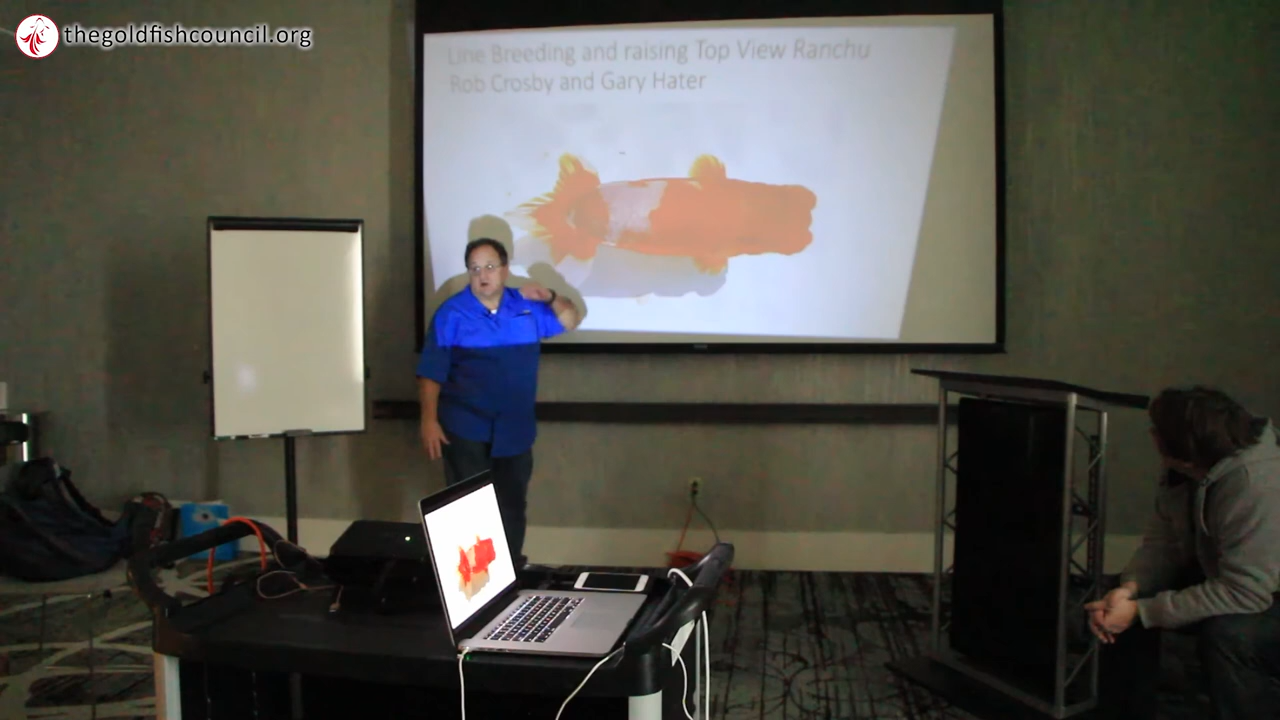 thegoldfishcouncil.org
Line Breeding and raising Top View Ranchu
Rob Crosby and Gary Hater